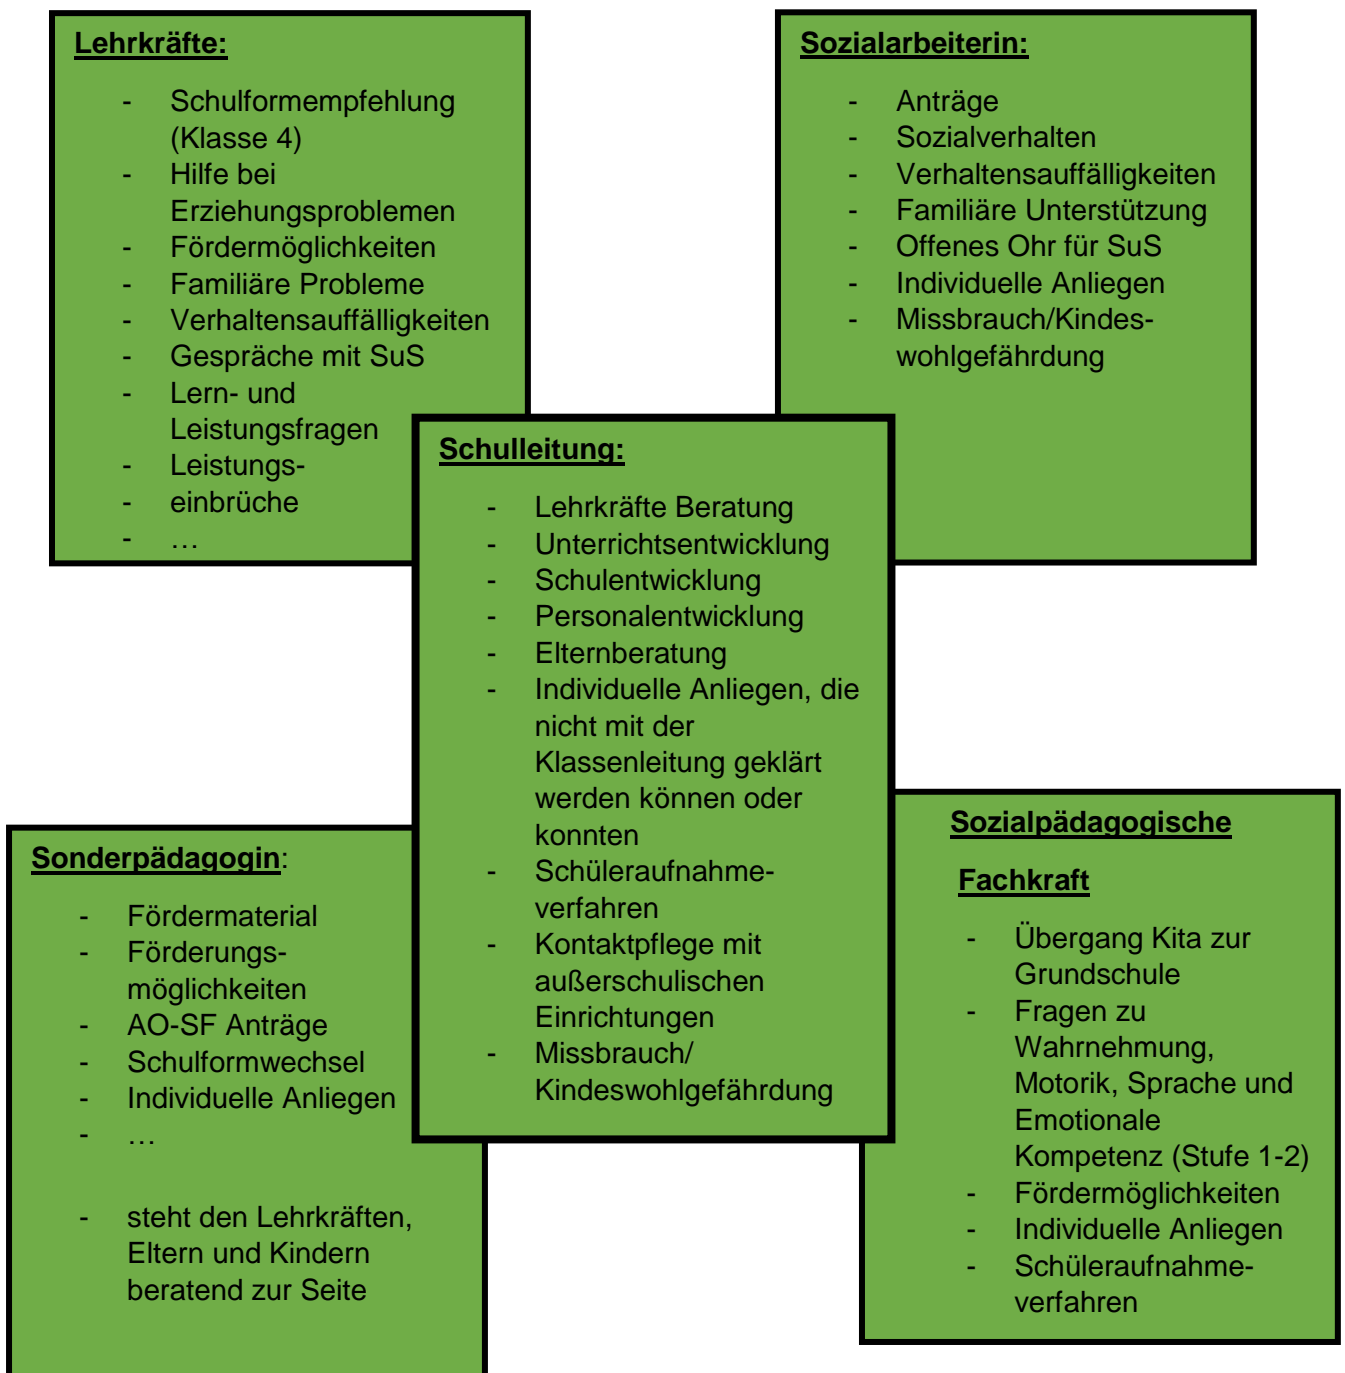 Lehrkräfte:
- Schulformempfehlung
(Klasse 4)
- Hilfe bei
Erziehungsproblemen
- Fördermöglichkeiten
- Familiäre Probleme
- Verhaltensauffälligkeiten
- Gespräche mit SuS
- Lern- und
Leistungsfragen
- Leistungs-
- einbrüche
- …
Sozialarbeiterin:
- Anträge
- Sozialverhalten
- Verhaltensauffälligkeiten
- Familiäre Unterstützung
- Offenes Ohr für SuS
- Individuelle Anliegen
- Missbrauch/Kindes-
wohlgefährdung
Schulleitung:
- Lehrkräfte Beratung
- Unterrichtsentwicklung
- Schulentwicklung
- Personalentwicklung
- Elternberatung
- Individuelle Anliegen, die
nicht mit der
Klassenleitung geklärt
werden können oder
konnten
- Schüleraufnahme-
verfahren
- Kontaktpflege mit
außerschulischen
Einrichtungen
- Missbrauch/
Kindeswohlgefährdung
Sonderpädagogin:
- Fördermaterial
- Förderungs-
möglichkeiten
- AO-SF Anträge
- Schulformwechsel
- Individuelle Anliegen
- …
- steht den Lehrkräften,
Eltern und Kindern
beratend zur Seite
Sozialpädagogische
Fachkraft
- Übergang Kita zur
Grundschule
- Fragen zu
Wahrnehmung,
Motorik, Sprache und
Emotionale
Kompetenz (Stufe 1-2)
- Fördermöglichkeiten
- Individuelle Anliegen
- Schüleraufnahme-
verfahren